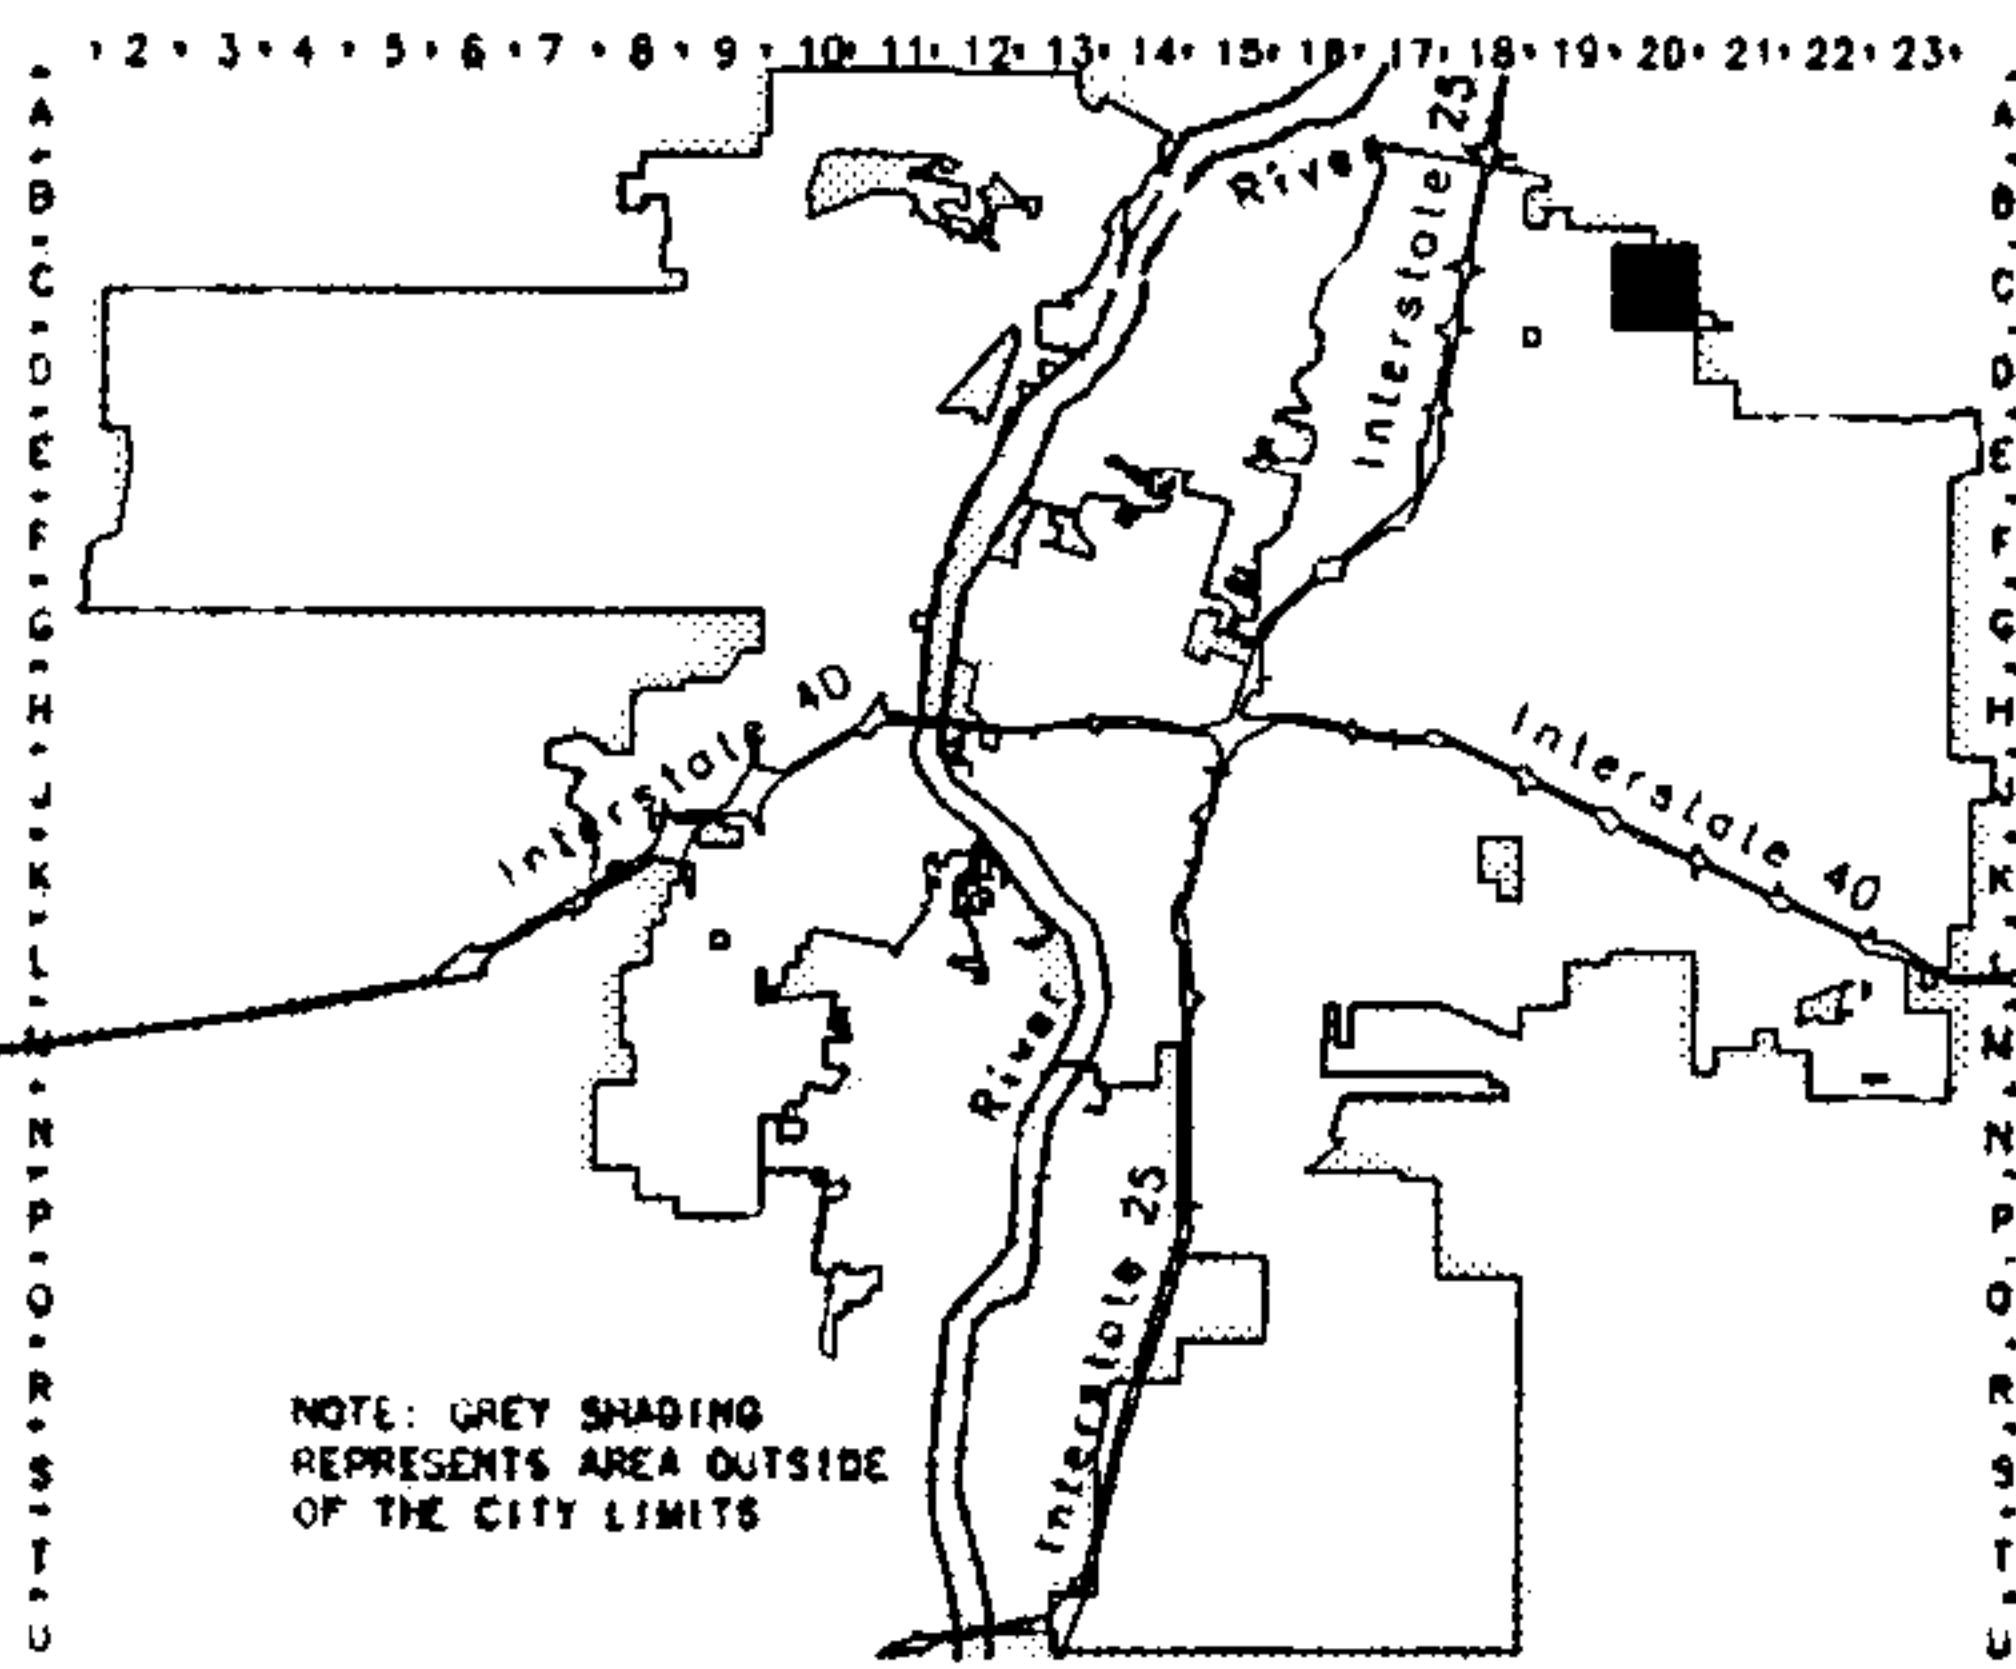 2 3 4 5 6 7 8 9 10 11 12 13 14 15 16 17 18 19 20 21 22 23
A A
B B
C C
D D
E E
F F
G G
H H
J J
K K
L L
M M
N N
P P
Q Q
R R
S S
T T
U U
River
Interstate 25
Interstate 40
Interstate 40
River
Interstate 25
NOTE: GREY SHADING
REPRESENTS AREA OUTSIDE
OF THE CITY LIMITS